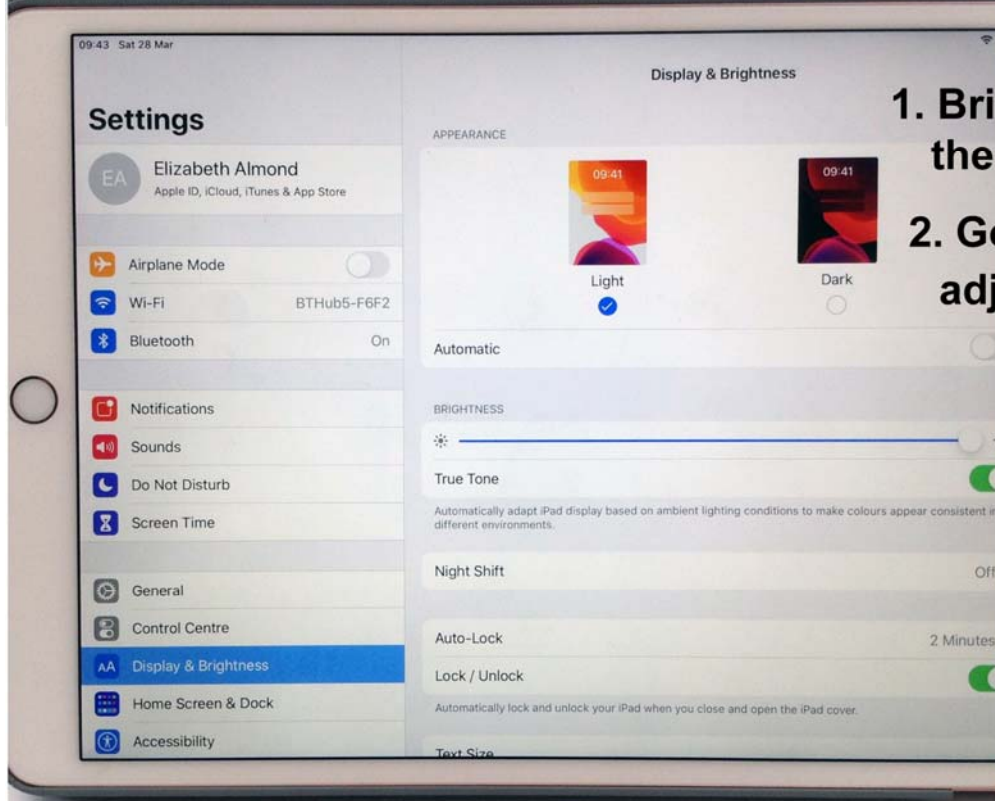 09:43 Sat 28 Mar
Settings
EA
Elizabeth Almond
Apple ID, iCloud, iTunes & App Store
Airplane Mode
Wi-Fi BTHub5-F6F2
Bluetooth On
Notifications
Sounds
Do Not Disturb
Screen Time
General
Control Centre
AA Display & Brightness
Home Screen & Dock
Accessibility
Display & Brightness
APPEARANCE
09:41 09:41
Light Dark
Automatic
BRIGHTNESS
True Tone
Automatically adapt iPad display based on ambient lighting conditions to make colours appear consistent in
different environments.
Night Shift Off
Auto-Lock 2 Minutes
Lock / Unlock
Automatically lock and unlock your iPad when you close and open the iPad cover.
Text Size
1. Bri
the
2. Go
adj